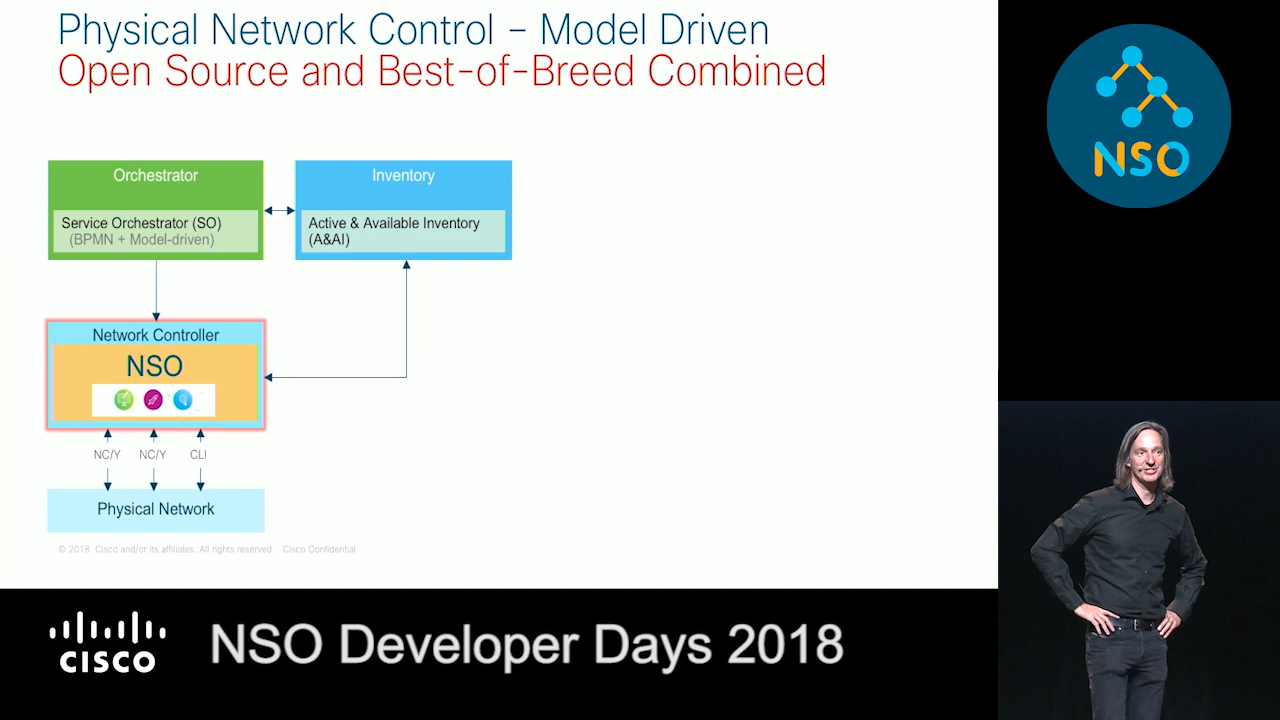 Physical Network Control – Model Driven
Open Source and Best-of-Breed Combined
Orchestrator
Service Orchestrator (SO)
(BPMN + Model-driven)
Inventory
Active & Available Inventory
(A&AI)
Network Controller
NSO
NC/Y NC/Y CLI
Physical Network
© 2018 Cisco and/or its affiliates. All rights reserved. Cisco Confidential
NSO
CISCO
NSO Developer Days 2018